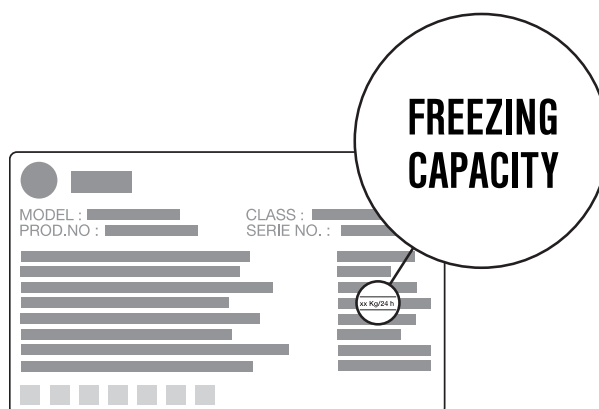 FREEZING
CAPACITY
MODEL :
CLASS :
PROD.NO :
SERIE NO. :
xx Kg/24 h